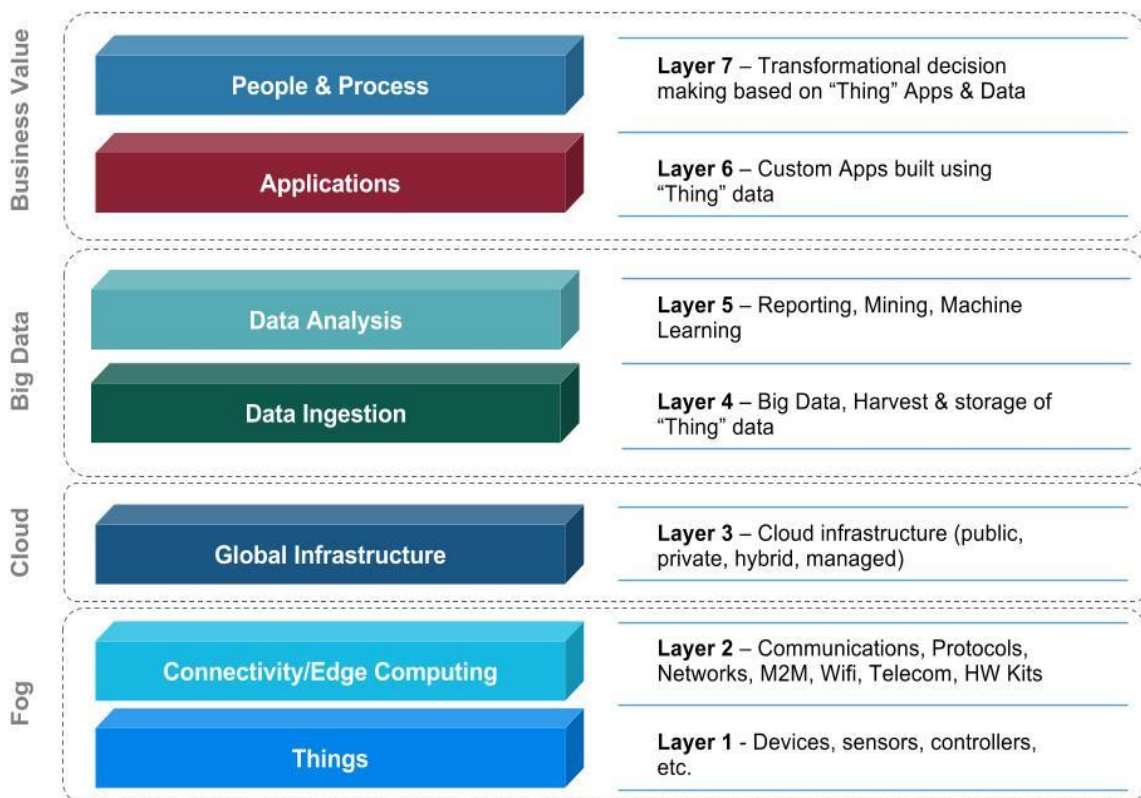 Business Value
People & Process
Layer 7 – Transformational decision
making based on “Thing” Apps & Data
Applications
Layer 6 – Custom Apps built using
“Thing” data
Big Data
Data Analysis
Layer 5 – Reporting, Mining, Machine
Learning
Data Ingestion
Layer 4 – Big Data, Harvest & storage of
“Thing” data
Cloud
Global Infrastructure
Layer 3 – Cloud infrastructure (public,
private, hybrid, managed)
Fog
Connectivity/Edge Computing
Layer 2 – Communications, Protocols,
Networks, M2M, Wifi, Telecom, HW Kits
Things
Layer 1 - Devices, sensors, controllers,
etc.